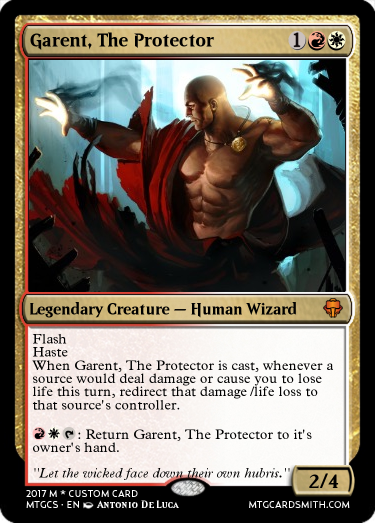 Garent, The Protector 1
Legendary Creature — Human Wizard
Flash
Haste
When Garent, The Protector is cast, whenever a
source would deal damage or cause you to lose
life this turn, redirect that damage/life loss to
that source's controller.
: Return Garent, The Protector to it's
owner's hand.
"Let the wicked face down their own hubris."
2/4
2017 M * CUSTOM CARD
MTGCS • EN Antonio De Luca
MTGCARDSMITH.COM